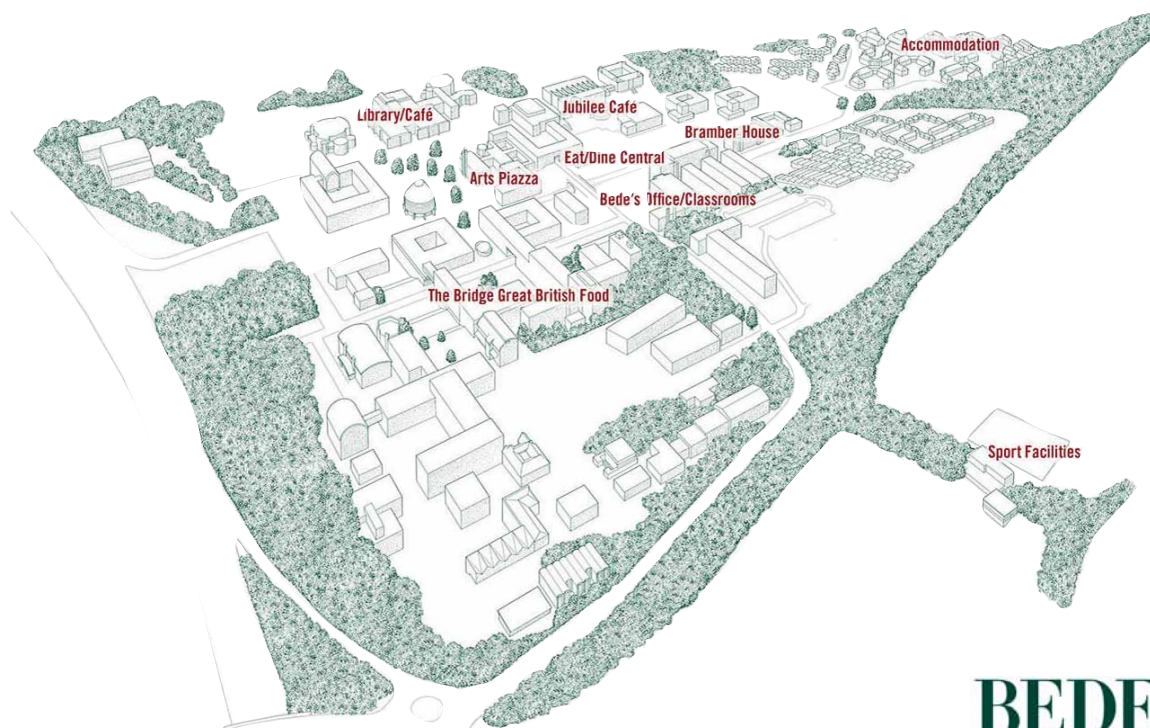 Accommodation
Library/Café
Jubilee Café
Bramber House
Eat/Dine Central
Arts Piazza
Bede's Office/Classrooms
The Bridge Great British Food
Sport Facilities
BEDE